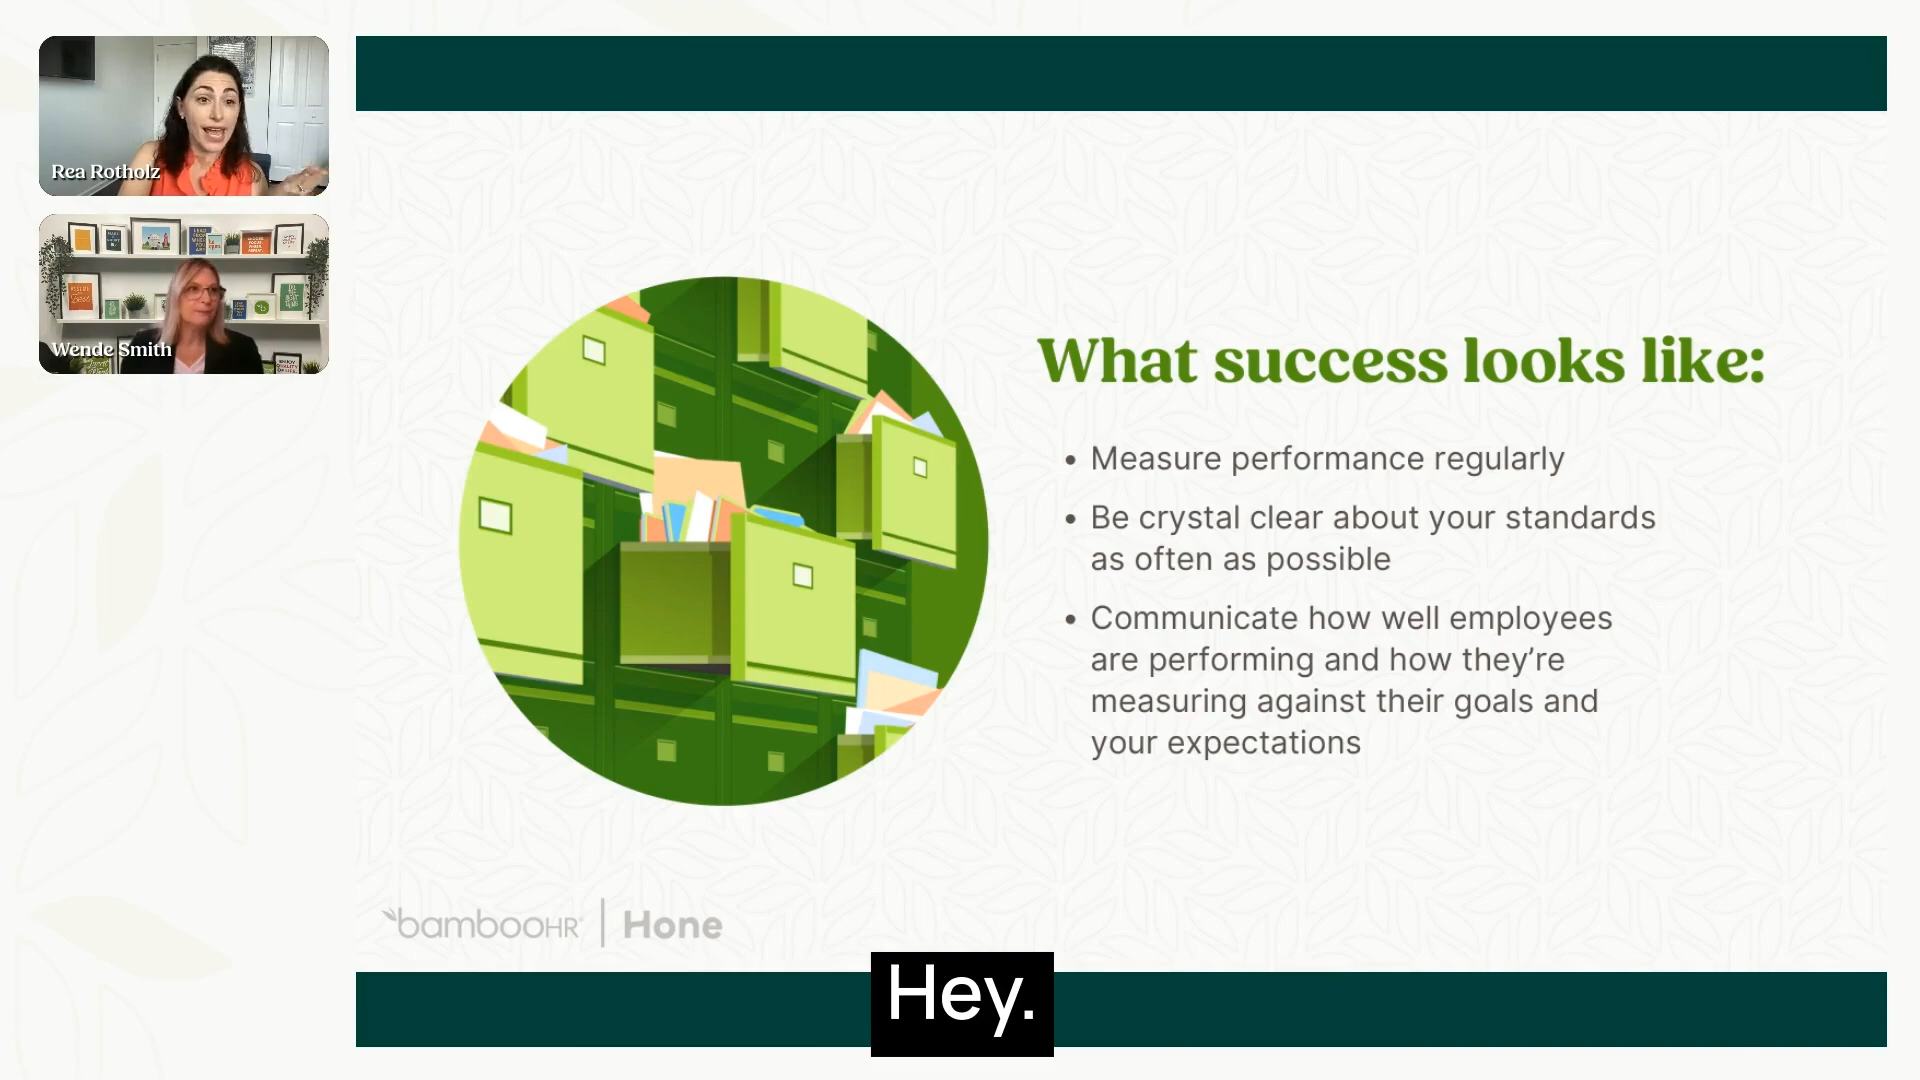 Rea Rotholz
Wende Smith
What success looks like:
• Measure performance regularly
• Be crystal clear about your standards
as often as possible
• Communicate how well employees
are performing and how they’re
measuring against their goals and
your expectations
bambooHR® | Hone
Hey.